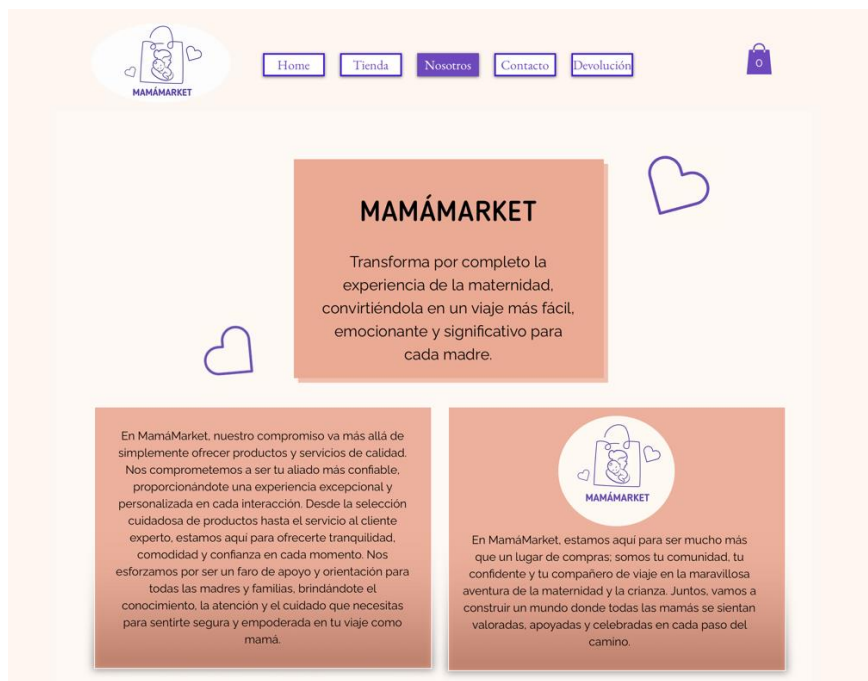 MAMÁMARKET
Home
Tienda
Nosotros
Contacto
Devolución
0
MAMÁMARKET
Transforma por completo la
experiencia de la maternidad,
convirtiéndola en un viaje más fácil,
emocionante y significativo para
cada madre.
En MamáMarket, nuestro compromiso va más allá de
simplemente ofrecer productos y servicios de calidad.
Nos comprometemos a ser tu aliado más confiable,
proporcionándote una experiencia excepcional y
personalizada en cada interacción. Desde la selección
cuidadosa de productos hasta el servicio al cliente
experto, estamos aquí para ofrecerte tranquilidad,
comodidad y confianza en cada momento. Nos
esforzamos por ser un faro de apoyo y orientación para
todas las madres y familias, brindándote el
conocimiento, la atención y el cuidado que necesitas
para sentirte segura y empoderada en tu viaje como
mamá.
MAMÁMARKET
En MamáMarket, estamos aquí para ser mucho más
que un lugar de compras; somos tu comunidad, tu
confidente y tu compañero de viaje en la maravillosa
aventura de la maternidad y la crianza. Juntos, vamos a
construir un mundo donde todas las mamás se sientan
valoradas, apoyadas y celebradas en cada paso del
camino.